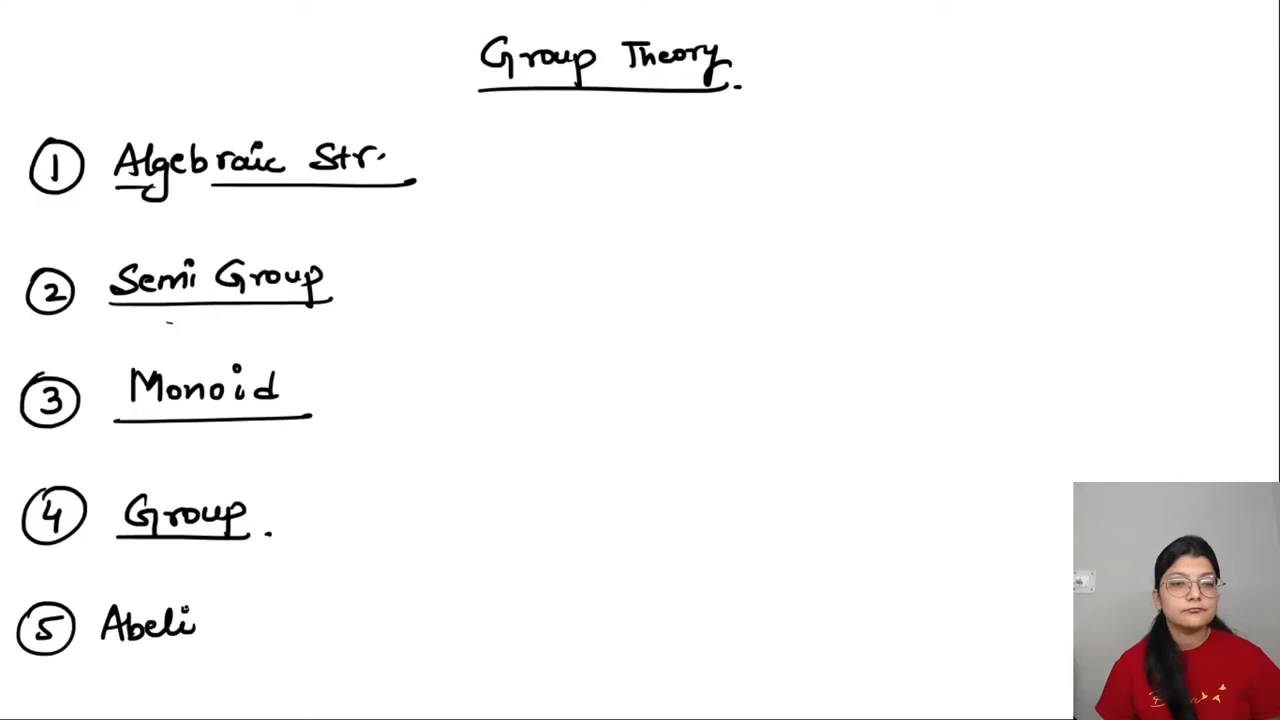 Group Theory.
① Algebraic Str.
② Semi Group
③ Monoid
④ Group.
⑤ Abeli